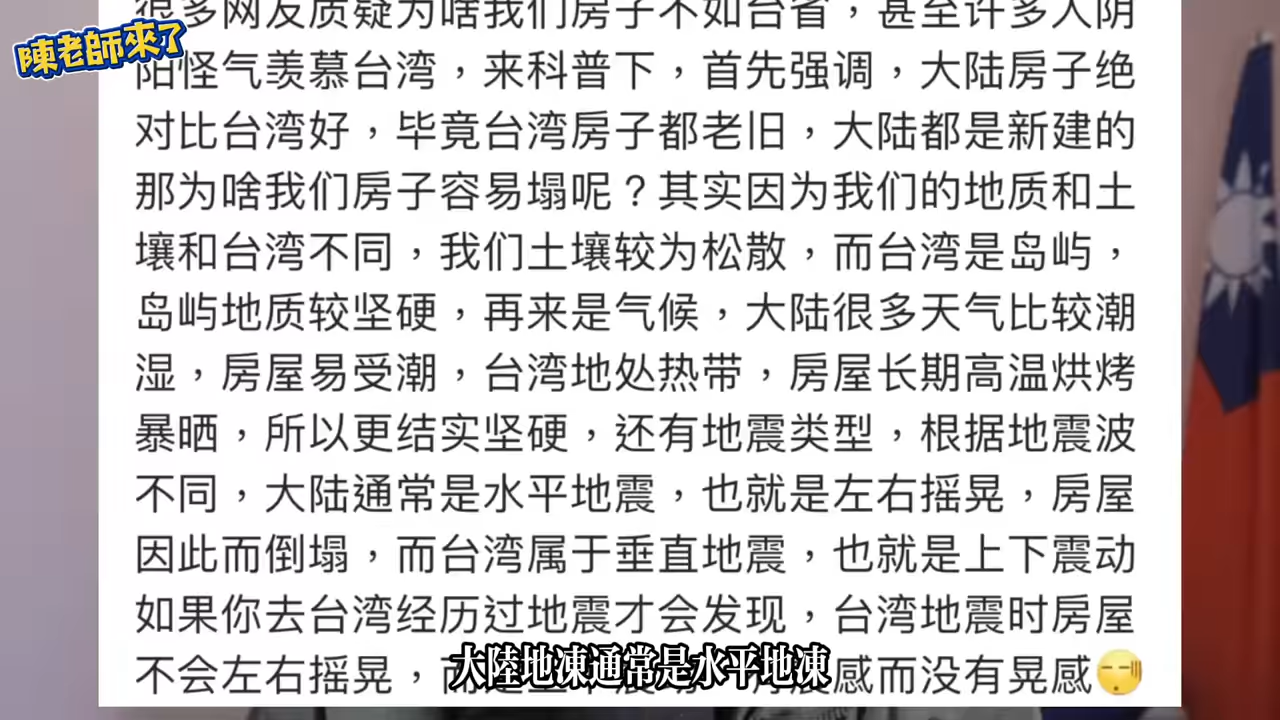 陳老師來了
很多网友质疑为啥我们房子不如台省，甚至许多人阴
阳怪气羡慕台湾，来科普下，首先强调，大陆房子绝
对比台湾好，毕竟台湾房子都老旧，大陆都是新建的
那为啥我们房子容易塌呢？其实因为我们的地质和土
壤和台湾不同，我们土壤较为松散，而台湾是岛屿，
岛屿地质较坚硬，再来是气候，大陆很多天气比较潮
湿，房屋易受潮，台湾地处热带，房屋长期高温烘烤
暴晒，所以更结实坚硬，还有地震类型，根据地震波
不同，大陆通常是水平地震，也就是左右摇晃，房屋
因此而倒塌，而台湾属于垂直地震，也就是上下震动
如果你去台湾经历过地震才会发现，台湾地震时房屋
不会左右摇晃，感而没有晃感
大陸地凍通常是水平地凍